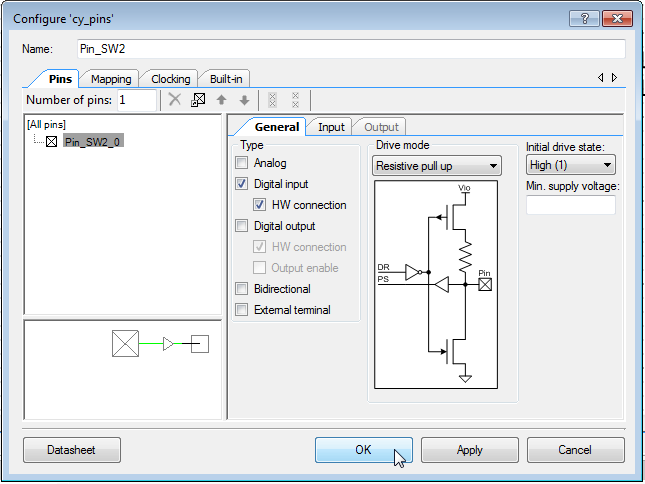 Configure 'cy_pins'
Name: Pin_SW2
Pins Mapping Clocking Built-in
Number of pins: 1
[All pins]
Pin_SW2_0
General Input Output
Type
Analog
Digital input
HW connection
Digital output
HW connection
Output enable
Bidirectional
External terminal
Drive mode
Resistive pull up
Vio
DR
PS
Pin
Initial drive state:
High (1)
Min. supply voltage:
Datasheet OK Apply Cancel